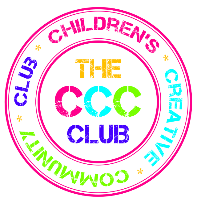 CHILDREN'S CREATIVE COMMUNITY CLUB
THE
CCC
CLUB